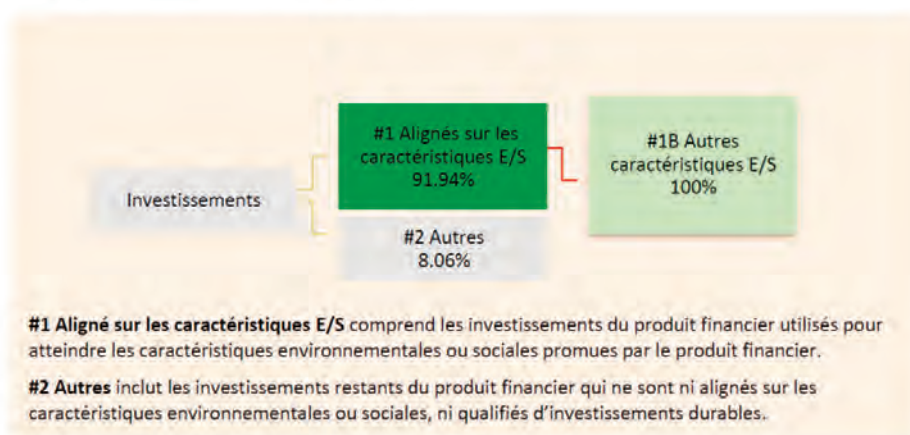 Investissements
#1 Alignés sur les
caractéristiques E/S
91.94%
#2 Autres
8.06%
#1B Autres
caractéristiques E/S
100%
#1 Aligné sur les caractéristiques E/S comprend les investissements du produit financier utilisés pour
atteindre les caractéristiques environnementales ou sociales promues par le produit financier.
#2 Autres inclut les investissements restants du produit financier qui ne sont ni alignés sur les
caractéristiques environnementales ou sociales, ni qualifiés d'investissements durables.